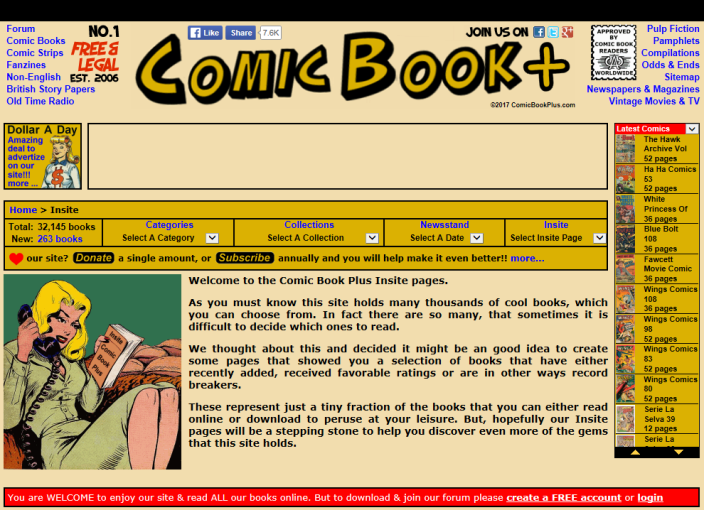 Forum
Comic Books
Comic Strips
Fanzines
Non-English
British Story Papers
Old Time Radio
NO.1
FREE &
LEGAL
EST. 2006
Like
Share
7.6K
JOIN US ON
COMIC BOOK+
©2017 ComicBookPlus.com
APPROVED
BY
COMIC BOOK
READERS
WORLDWIDE
Pulp Fiction
Pamphlets
Compilations
Odds & Ends
Sitemap
Newspapers & Magazines
Vintage Movies & TV
Dollar A Day
Amazing
deal to
advertize
on our
site!!!
more ...
Home > Insite
Total: 32,145 books
New: 263 books
Categories
Select A Category
Collections
Select A Collection
Newsstand
Select A Date
Insite
Select Insite Page
our site? Donate a single amount, or Subscribe annually and you will help make it even better!! more...
Insite
Comic
Book
Plus
Welcome to the Comic Book Plus Insite pages.
As you must know this site holds many thousands of cool books, which
you can choose from. In fact there are so many, that sometimes it is
difficult to decide which ones to read.
We thought about this and decided it might be an good idea to create
some pages that showed you a selection of books that have either
recently added, received favorable ratings or are in other ways record
breakers.
These represent just a tiny fraction of the books that you can either read
online or download to peruse at your leisure. But, hopefully our Insite
pages will be a stepping stone to help you discover even more of the gems
that this site holds.
Latest Comics
The Hawk
Archive Vol
52 pages
Ha Ha Comics
53
52 pages
White
Princess Of
36 pages
Blue Bolt
108
36 pages
Fawcett
Movie Comic
36 pages
Wings Comics
108
36 pages
Wings Comics
98
52 pages
Wings Comics
83
52 pages
Wings Comics
80
52 pages
Serie La
Selva 39
12 pages
Serie La
You are WELCOME to enjoy our site & read ALL our books online. But to download & join our forum please create a FREE account or login